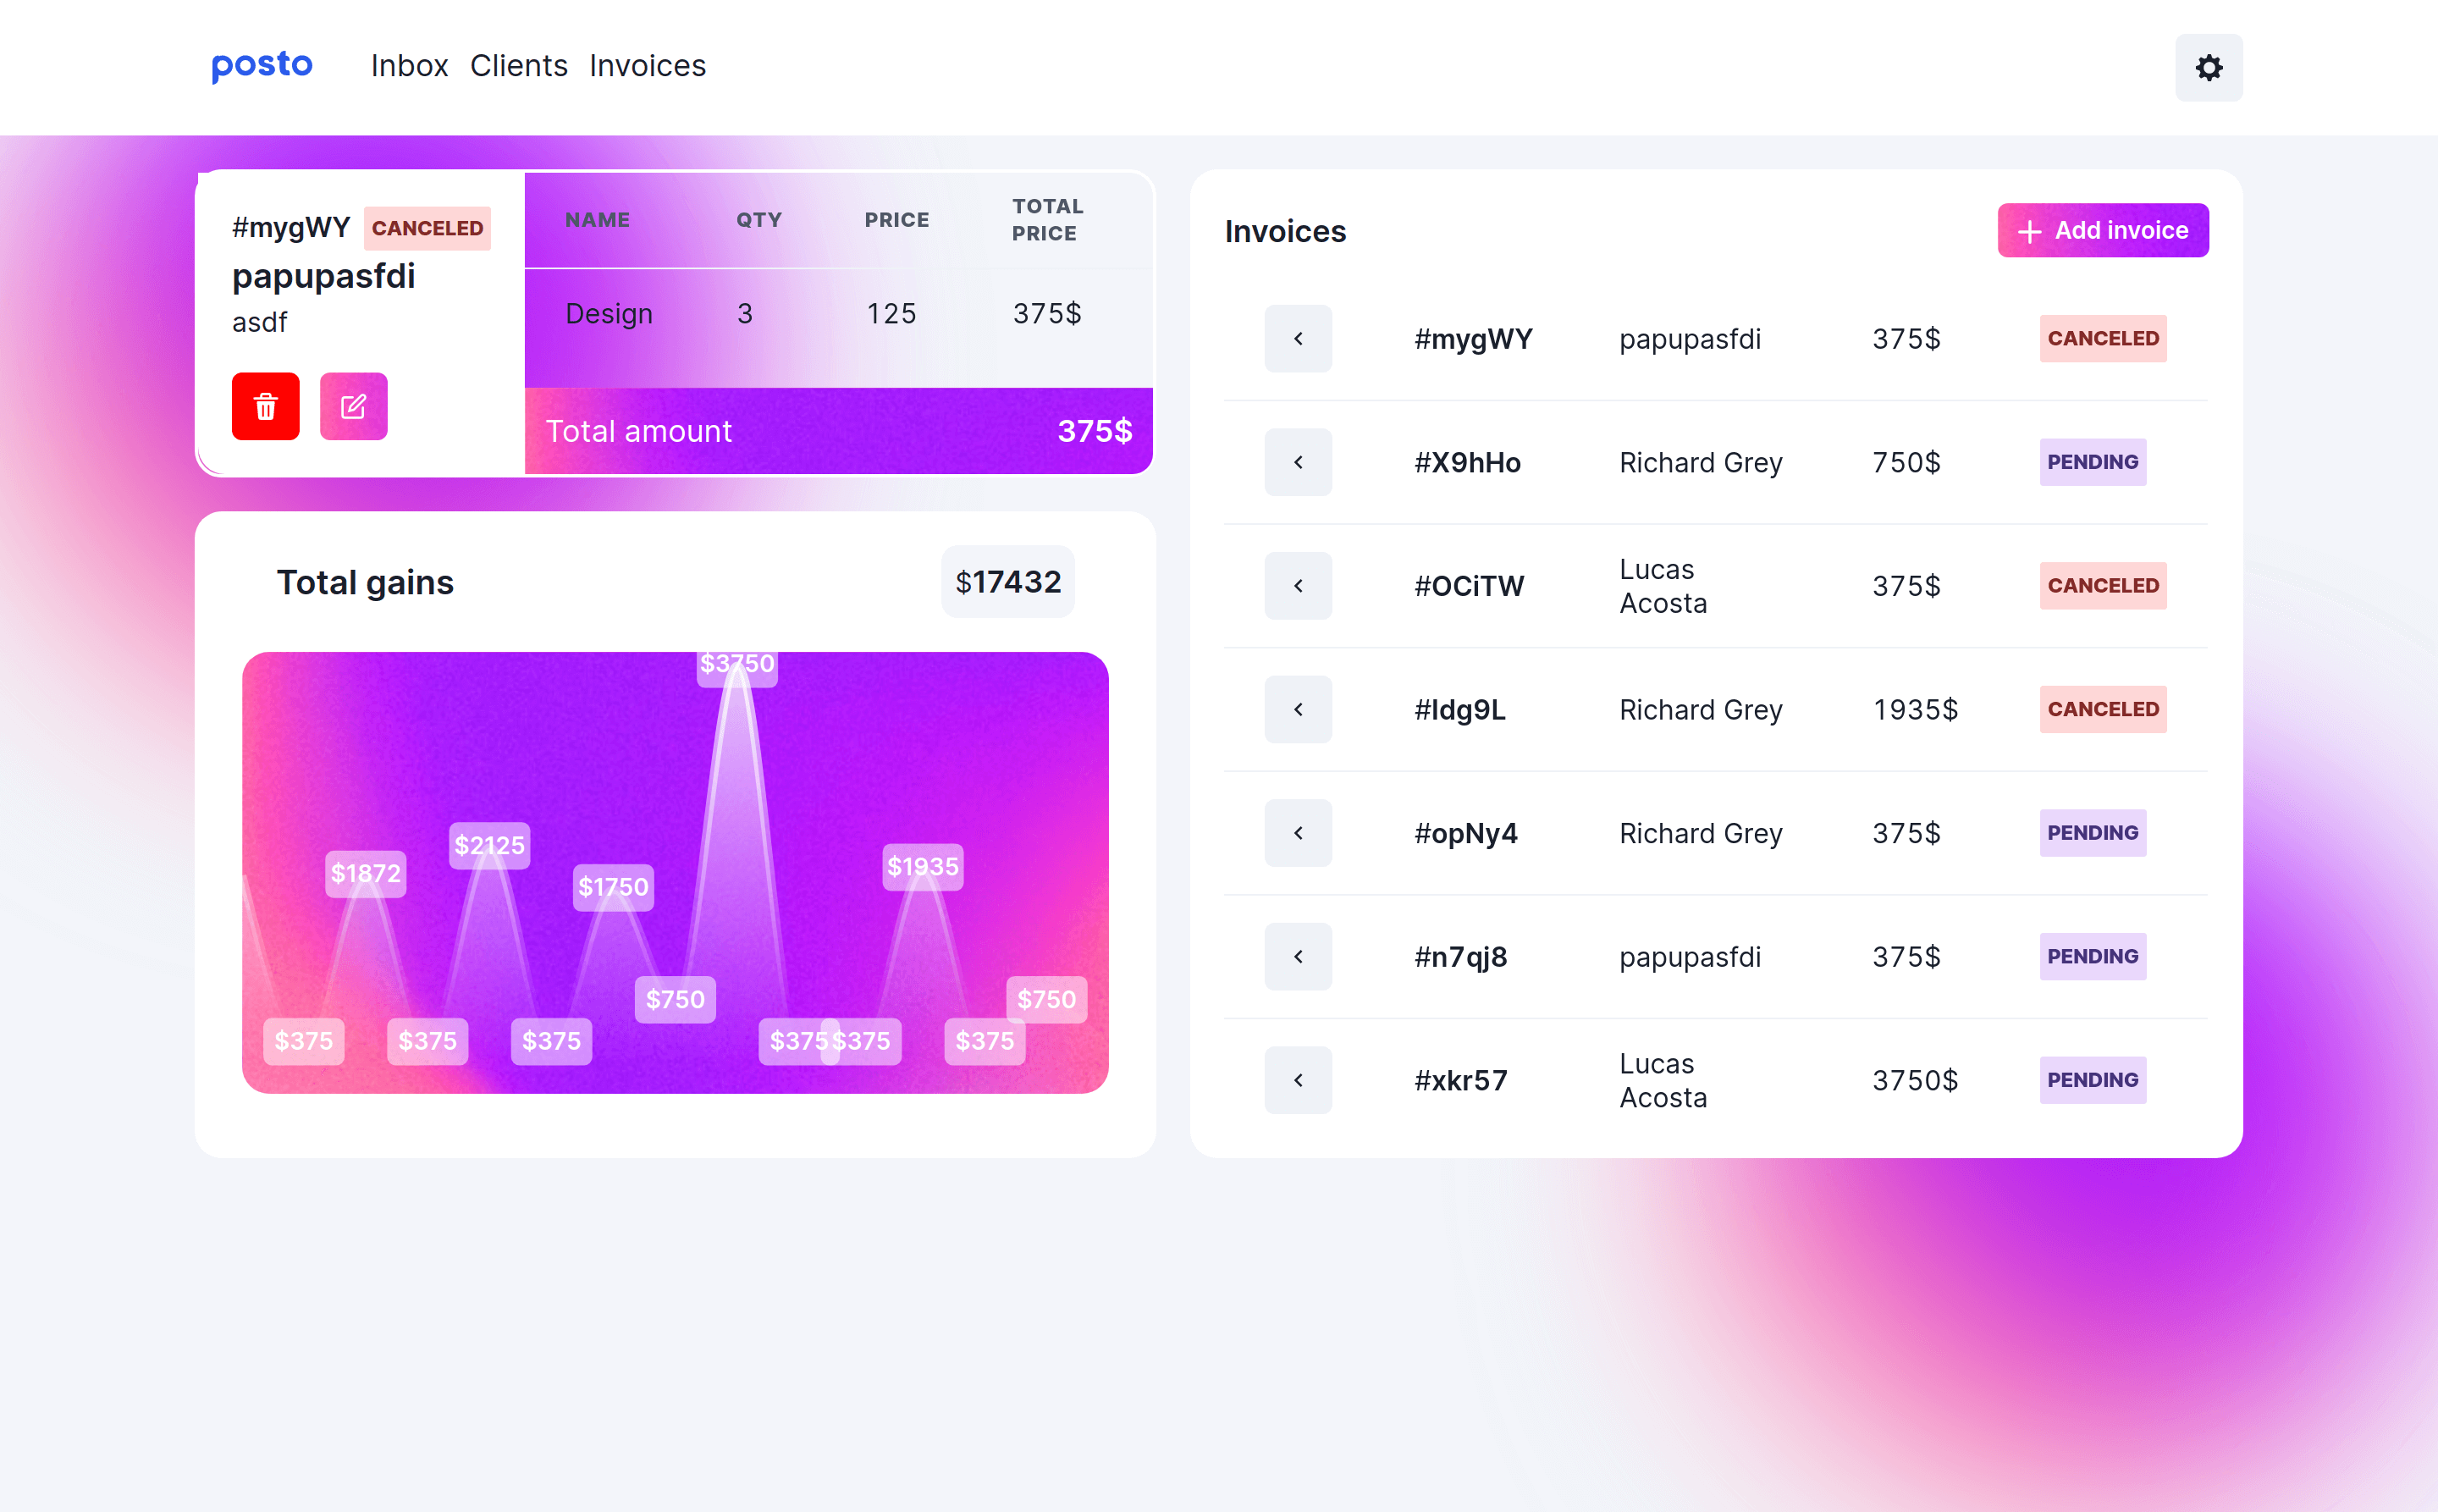 posto
Inbox Clients Invoices
#mygWY CANCELED
papupasfdi
asdf
NAME QTY PRICE TOTAL PRICE
Design 3 125 375$
Total amount 375$
Total gains $17432
$3750
$2125
$1935
$1872
$1750
$750
$750
$375
$375
$375
$375
$375
$375
Invoices
Add invoice
#mygWY papupasfdi 375$ CANCELED
#X9hHo Richard Grey 750$ PENDING
#OCiTW Lucas Acosta 375$ CANCELED
#Idg9L Richard Grey 1935$ CANCELED
#opNy4 Richard Grey 375$ PENDING
#n7qj8 papupasfdi 375$ PENDING
#xkr57 Lucas Acosta 3750$ PENDING